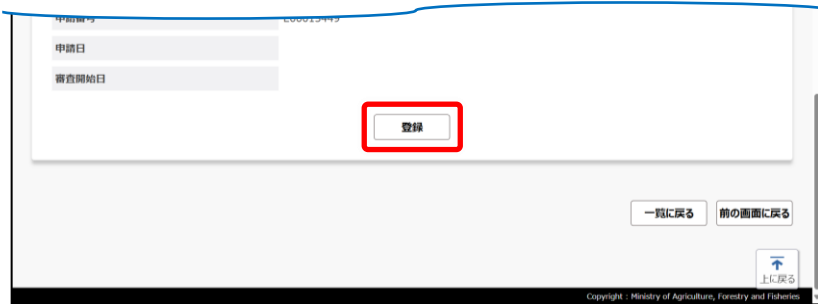 申請日
審査開始日
登録
一覧に戻る
前の画面に戻る
上に戻る
Copyright : Ministry of Agriculture, Forestry and Fisheries